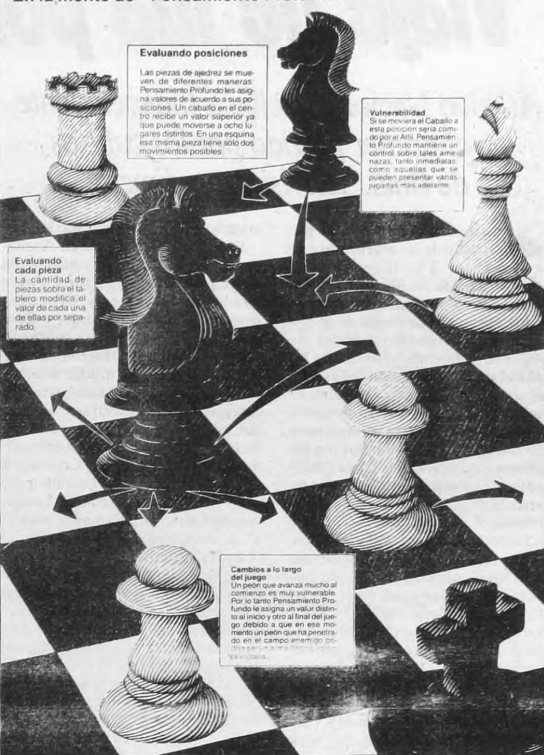 En la mente de "Pensamiento
Evaluando posiciones
Las piezas de ajedrez se mue-
ven de diferentes maneras.
Pensamiento Profundo les asig-
na valores de acuerdo a sus po-
siciones. Un caballo en el cen-
tro recibe un valor superior ya
que puede moverse a ocho lu-
gares distintos. En una esquina
esa misma pieza tiene sólo dos
movimientos posibles.
Vulnerabilidad
Si se moviera el Caballo a
esta posición sería comi-
do por el Alfil. Pensamien-
to Profundo mantiene un
control sobre tales ame-
nazas, tanto inmediatas
como aquellas que se
pueden presentar varias
jugadas más adelante.
Evaluando
cada pieza
La cantidad de
piezas sobre el ta-
blero modifica el
valor de cada una
de ellas por sepa-
rado.
Cambios a lo largo
del juego
Un peón que avanza mucho al
comienzo es muy vulnerable.
Por lo tanto Pensamiento Pro-
fundo le asigna un valur distin-
to al inicio y otro al final del jue-
go debido a que en ese mo-
mento un peón que ha penetra-
do en el campo enemigo po-